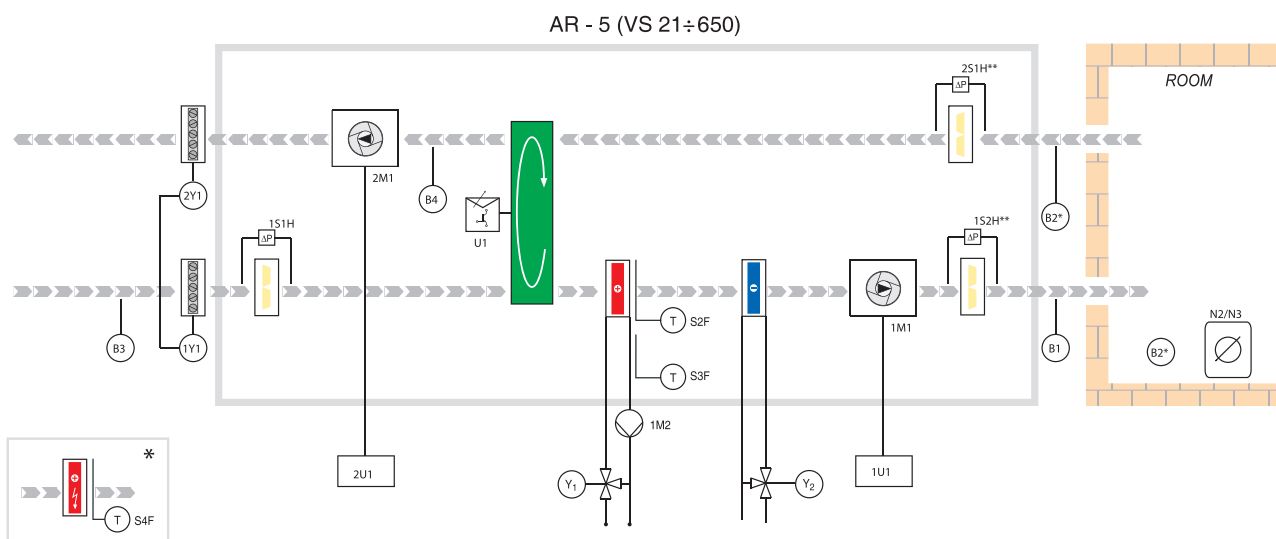 AR - 5 (VS 21÷650)
2S1H**
ΔP
ROOM
2M1
2Y1
B4
B2*
U1
1S1H
ΔP
1S2H**
ΔP
1M1
B3
1Y1
T S2F
T S3F
B1
B2*
N2/N3
1M2
2U1
1U1
Y1
Y2
*
T S4F